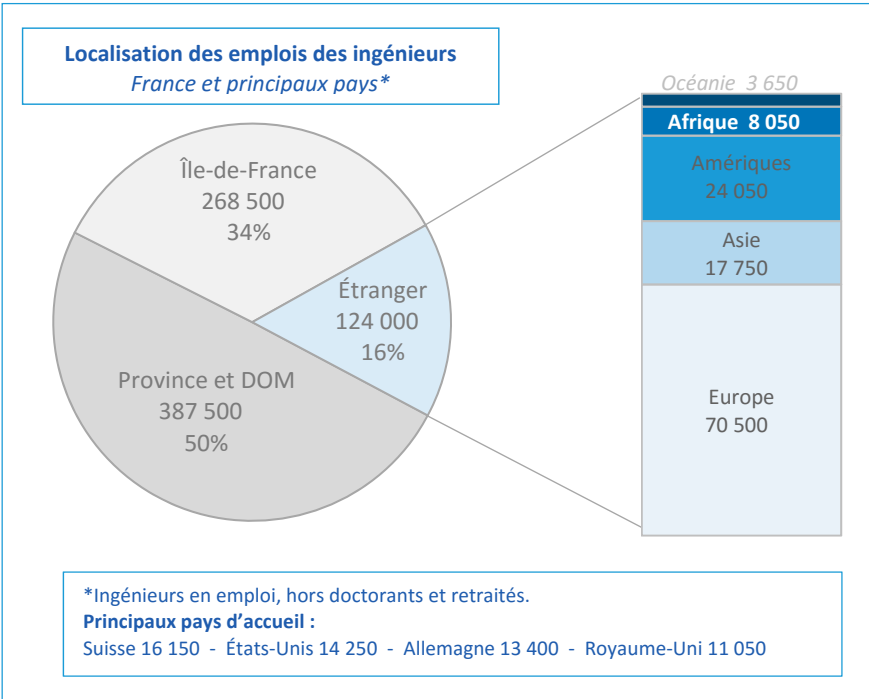 Localisation des emplois des ingénieurs
France et principaux pays*
Île-de-France
268 500
34%
Étranger
124 000
16%
Province et DOM
387 500
50%
Océanie 3 650
Afrique 8 050
Amériques
24 050
Asie
17 750
Europe
70 500
*Ingénieurs en emploi, hors doctorants et retraités.
Principaux pays d’accueil :
Suisse 16 150 - États-Unis 14 250 - Allemagne 13 400 - Royaume-Uni 11 050